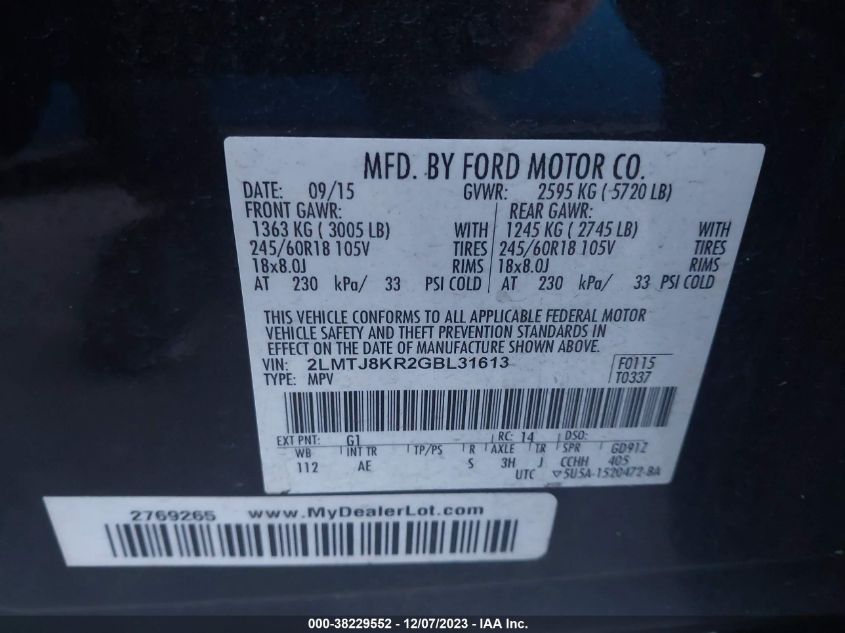 MFD. BY FORD MOTOR CO.
DATE: 09/15 GVWR: 2595 KG ( 5720 LB)
FRONT GAWR: REAR GAWR:
1363 KG ( 3005 LB) WITH 1245 KG ( 2745 LB) WITH
245/60R18 105V TIRES 245/60R18 105V TIRES
18x8.0J RIMS 18x8.0J RIMS
AT 230 kPa/ 33 PSI COLD AT 230 kPa/ 33 PSI COLD
THIS VEHICLE CONFORMS TO ALL APPLICABLE FEDERAL MOTOR
VEHICLE SAFETY AND THEFT PREVENTION STANDARDS IN
EFFECT ON THE DATE OF MANUFACTURE SHOWN ABOVE.
VIN: 2LMTJ8KR2GBL31613 F0115
TYPE: MPV T0337
EXT PNT: G1 RC: 14 DSO:
WB INT TR TP/PS R AXLE TR SPR GD91Z
112 AE S 3H J CCHH 40S
UTC ▽5U5A-1520472-BA
2769265 www.MyDealerLot.com
000-38229552 - 12/07/2023 - IAA Holdings, LLC.